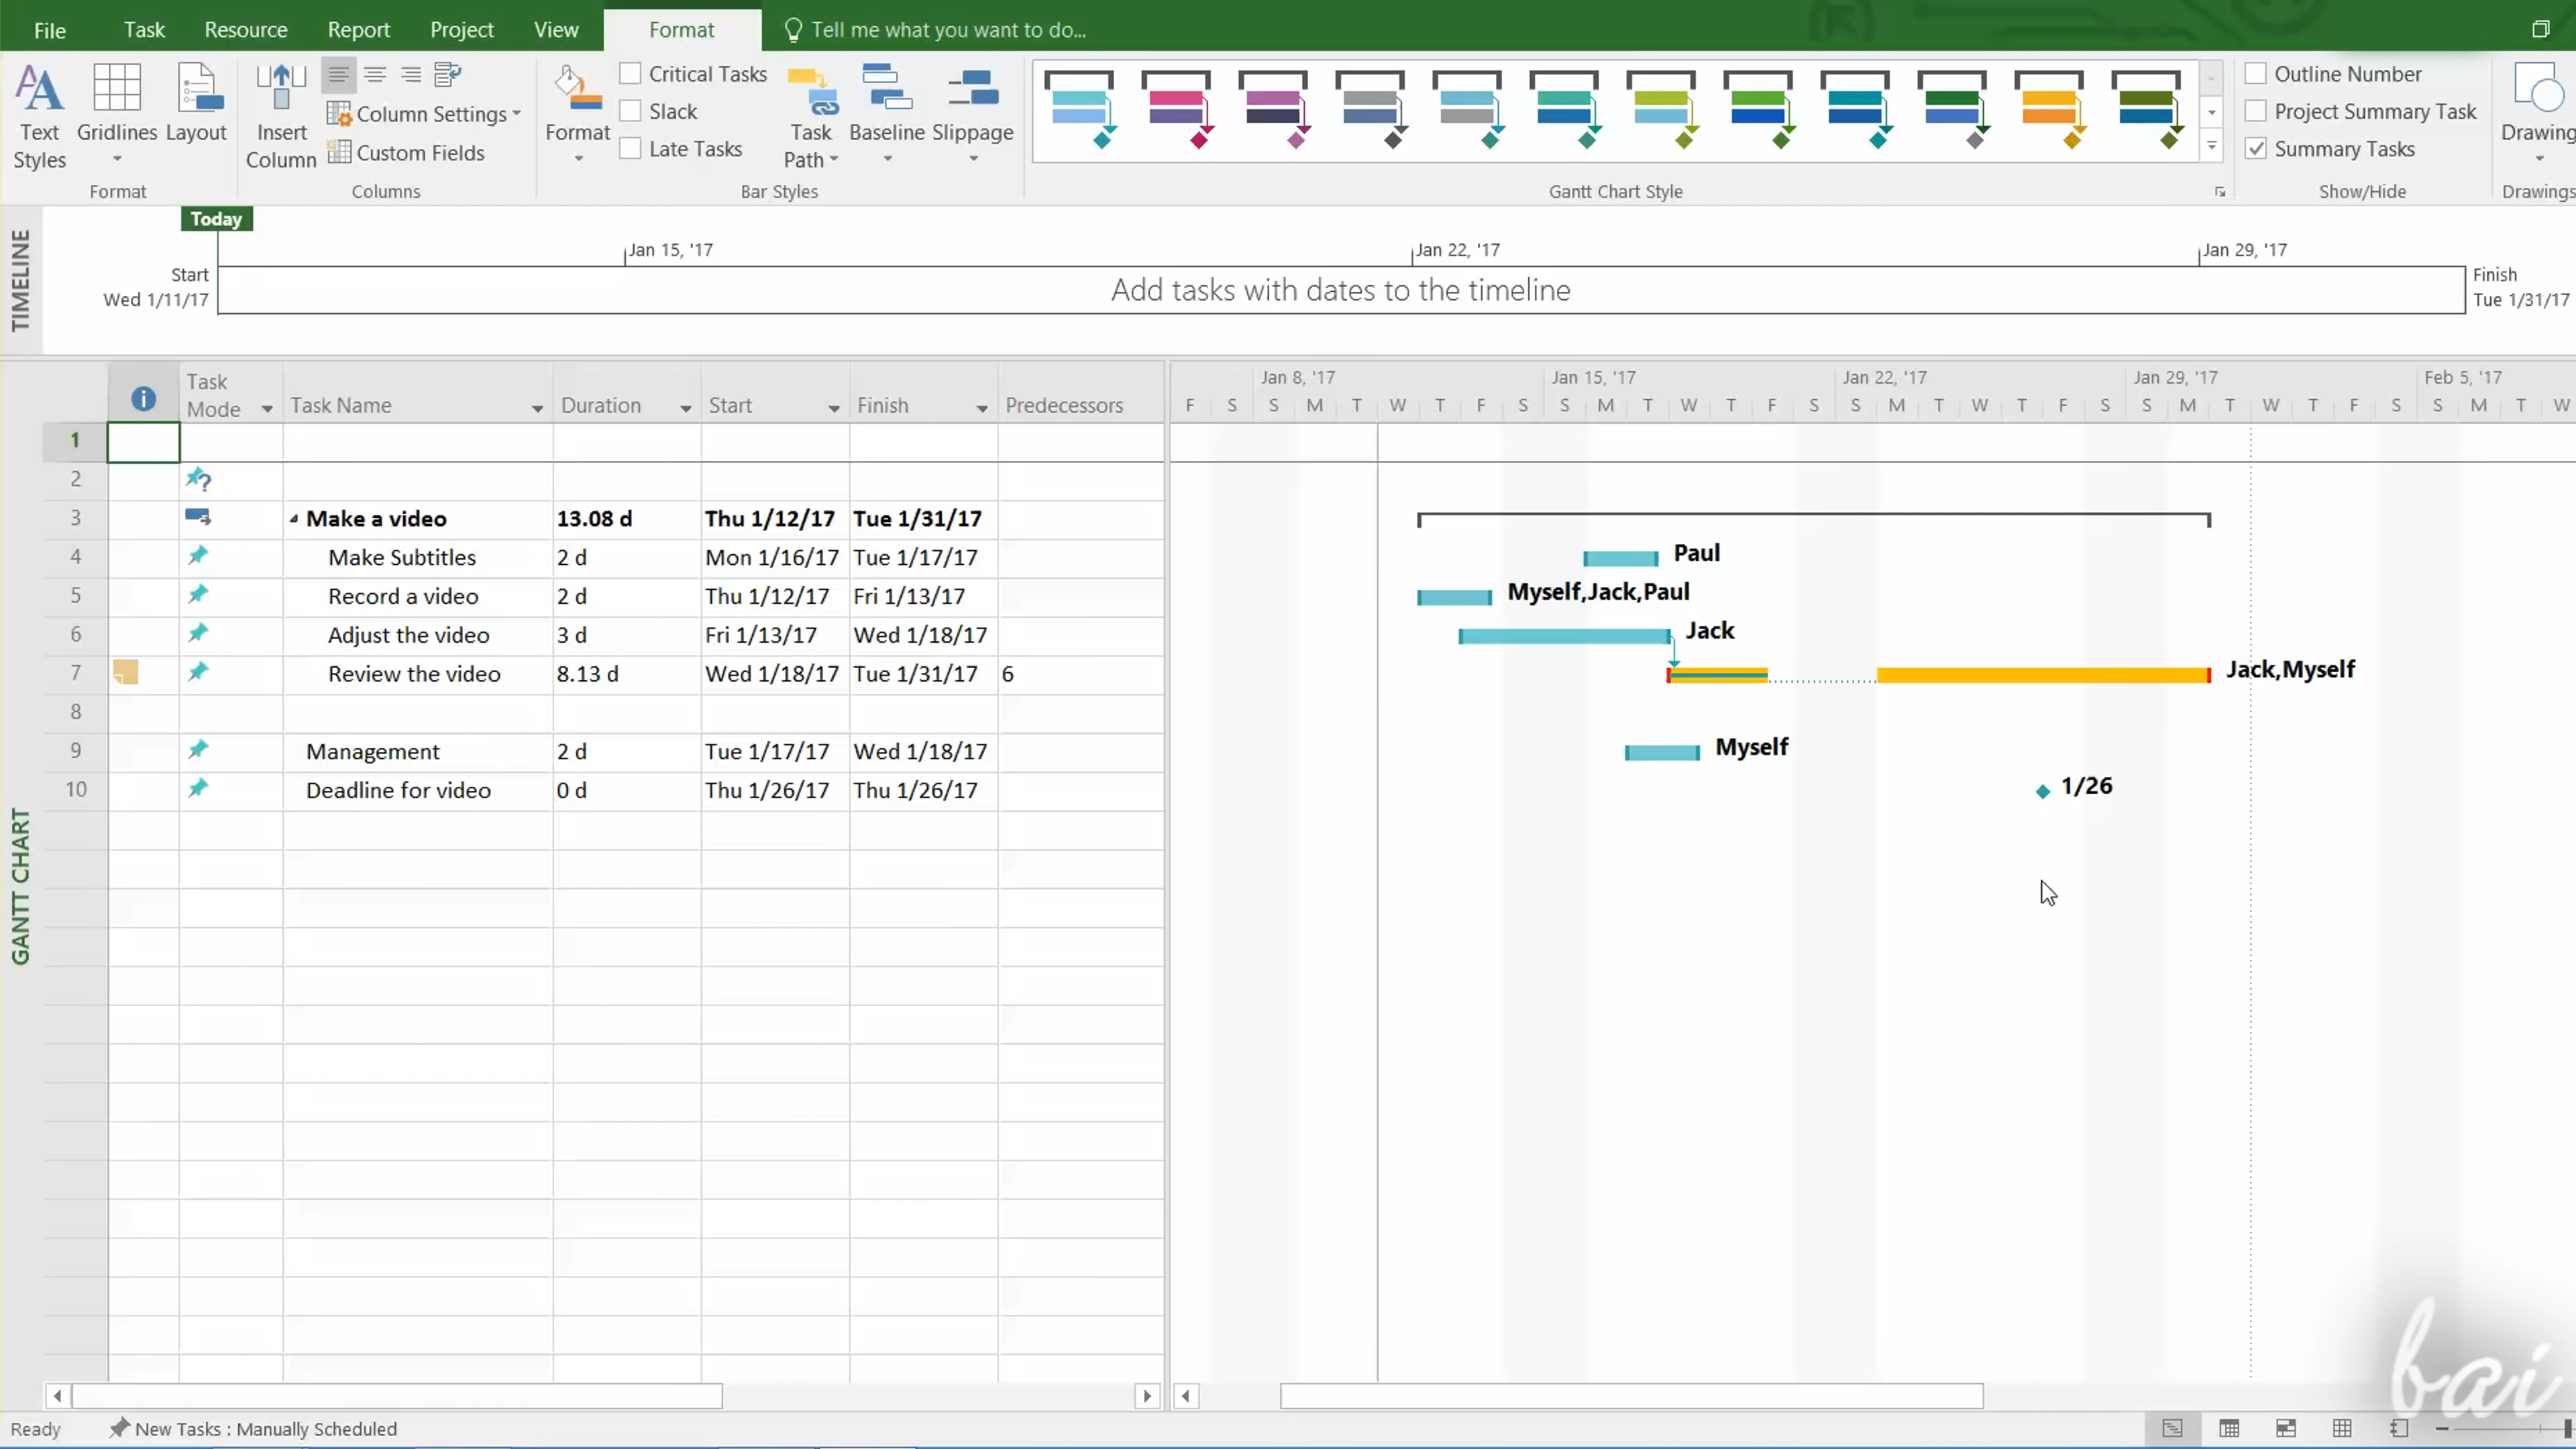 File Task Resource Report Project View Format Tell me what you want to do...
Text Styles
Gridlines
Layout
Format
Insert Column
Column Settings
Custom Fields
Columns
Format
Critical Tasks
Slack
Late Tasks
Task Path
Baseline
Slippage
Bar Styles
Gantt Chart Style
Outline Number
Project Summary Task
Summary Tasks
Show/Hide
Drawing
Drawings
TIMELINE
Today
Jan 15, '17 Jan 22, '17 Jan 29, '17
Start
Wed 1/11/17
Add tasks with dates to the timeline
Finish
Tue 1/31/17
GANTT CHART
Task Mode Task Name Duration Start Finish Predecessors
1
2
3 Make a video 13.08 d Thu 1/12/17 Tue 1/31/17
4 Make Subtitles 2 d Mon 1/16/17 Tue 1/17/17
5 Record a video 2 d Thu 1/12/17 Fri 1/13/17
6 Adjust the video 3 d Fri 1/13/17 Wed 1/18/17
7 Review the video 8.13 d Wed 1/18/17 Tue 1/31/17 6
8
9 Management 2 d Tue 1/17/17 Wed 1/18/17
10 Deadline for video 0 d Thu 1/26/17 Thu 1/26/17
Jan 8, '17 Jan 15, '17 Jan 22, '17 Jan 29, '17 Feb 5, '17
F S S M T W T F S S M T W T F S S M T W T F S S M T W T F S S M T W
Paul
Myself,Jack,Paul
Jack
Jack,Myself
Myself
1/26
Ready New Tasks : Manually Scheduled
bai